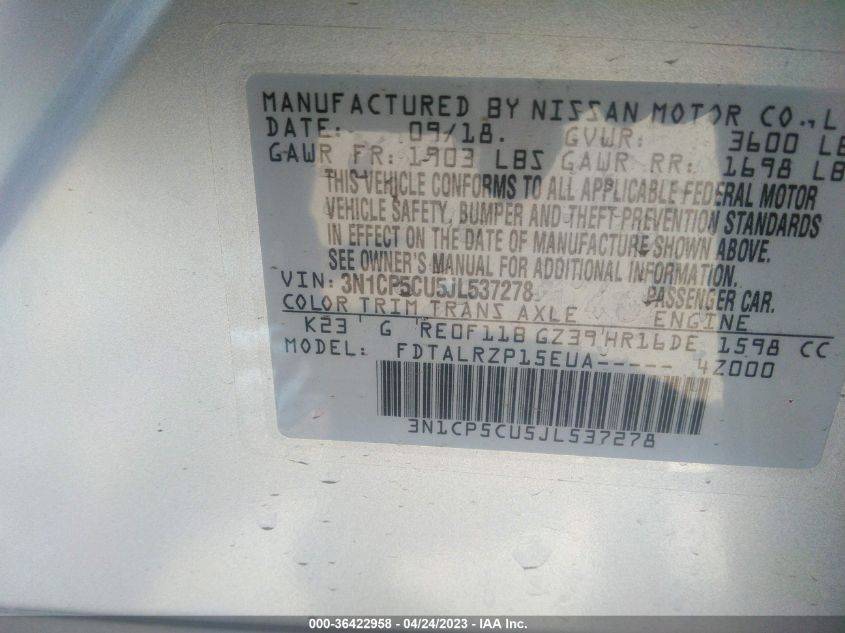 MANUFACTURED BY NISSAN MOTOR CO., L
DATE: 09/18. GVWR: 3600 LB
GAWR FR: 1903 LBS GAWR RR: 1698 LB
THIS VEHICLE CONFORMS TO ALL APPLICABLE FEDERAL MOTOR
VEHICLE SAFETY, BUMPER AND THEFT PREVENTION STANDARDS
IN EFFECT ON THE DATE OF MANUFACTURE SHOWN ABOVE.
SEE OWNER'S MANUAL FOR ADDITIONAL INFORMATION.
VIN: 3N1CP5CU5JL537278 PASSENGER CAR.
COLOR TRIM TRANS AXLE ENGINE
K23 G RE0F11B GZ39 HR16DE 1598 CC
MODEL: FDTALRZP15EUA----- 4Z000
3N1CP5CU5JL537278
000-36422958 - 04/24/2023 - IAA Inc.